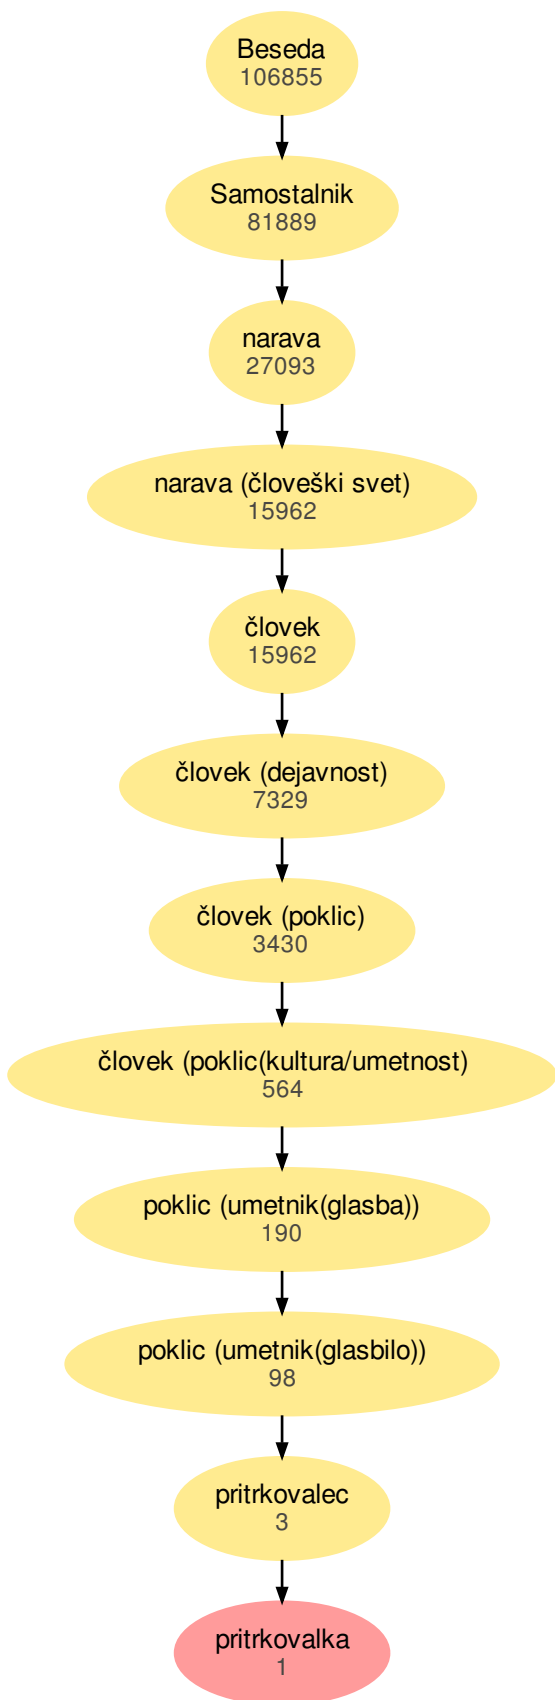 Beseda
106855
Samostalnik
81889
narava
27093
narava (človeški svet)
15962
človek
15962
človek (dejavnost)
7329
človek (poklic)
3430
človek (poklic(kultura/umetnost)
564
poklic (umetnik(glasba))
190
poklic (umetnik(glasbilo))
98
pritrkovalec
3
pritrkovalka
1